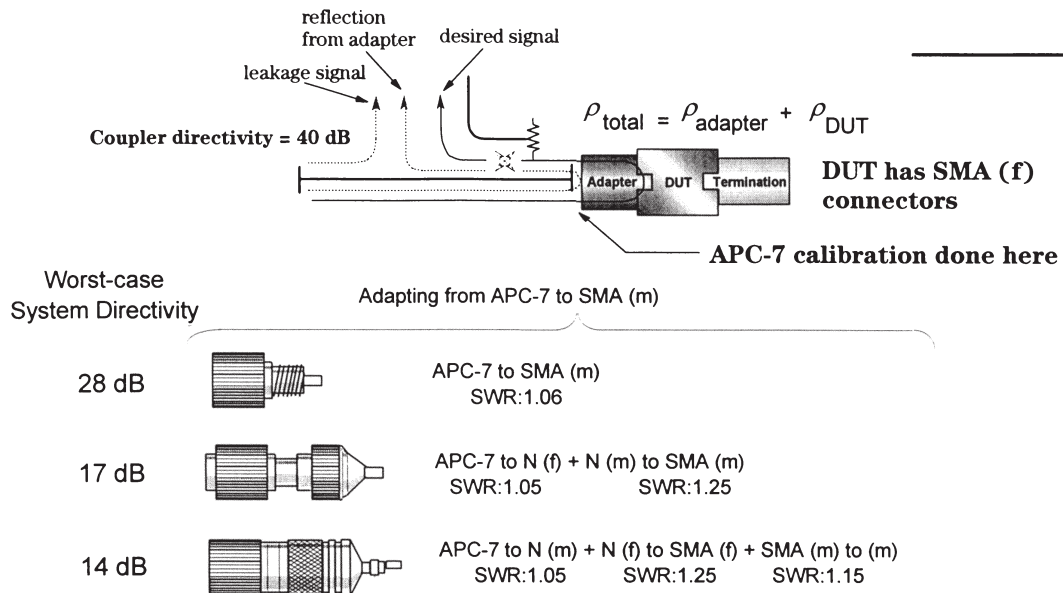 reflection
from adapter
desired signal
leakage signal
Coupler directivity = 40 dB
ρ total = ρ adapter + ρ DUT
Adapter
DUT
Termination
DUT has SMA (f)
connectors
APC-7 calibration done here
Worst-case
System Directivity
Adapting from APC-7 to SMA (m)
28 dB
APC-7 to SMA (m)
SWR:1.06
17 dB
APC-7 to N (f) + N (m) to SMA (m)
SWR:1.05 SWR:1.25
14 dB
APC-7 to N (m) + N (f) to SMA (f) + SMA (m) to (m)
SWR:1.05 SWR:1.25 SWR:1.15